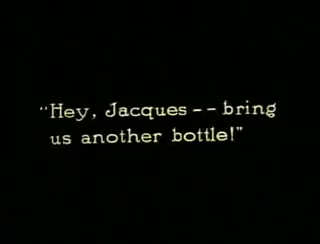 "Hey, Jacques -- bring
us another bottle!"